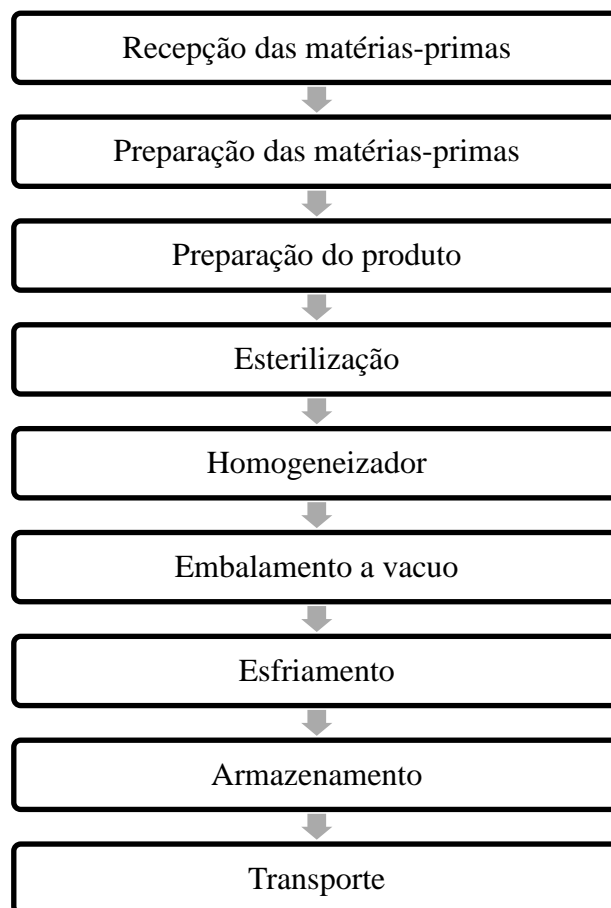 Recepção das matérias-primas
Preparação das matérias-primas
Preparação do produto
Esterilização
Homogeneizador
Embalamento a vacuo
Esfriamento
Armazenamento
Transporte